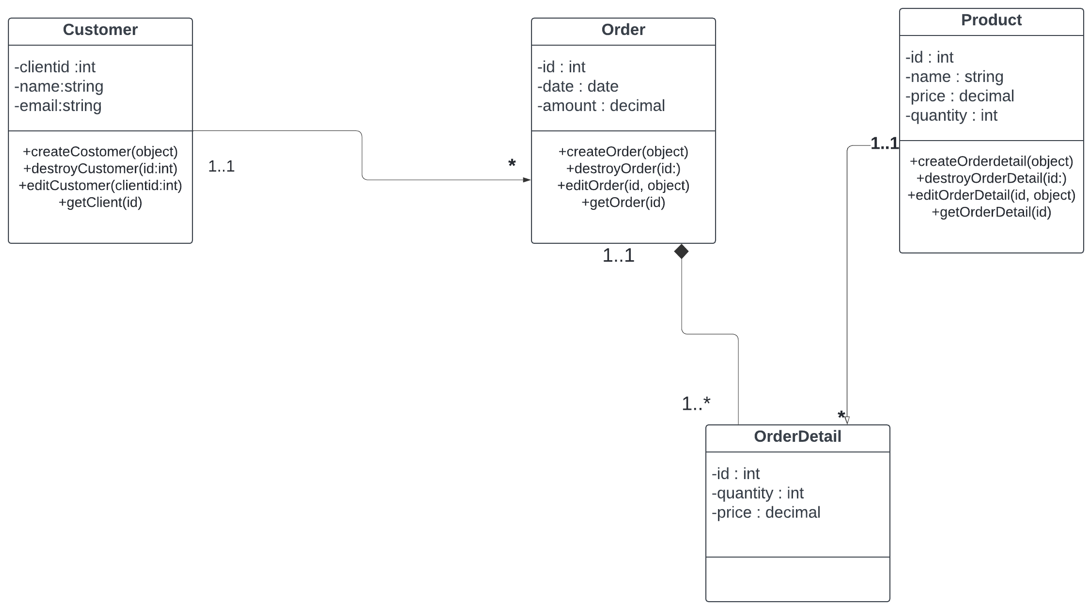 Customer
-clientid :int
-name:string
-email:string
+createCostomer(object)
+destroyCustomer(id:int)
+editCustomer(clientid:int)
+getClient(id)
1..1
*
Order
-id : int
-date : date
-amount : decimal
+createOrder(object)
+destroyOrder(id:)
+editOrder(id, object)
+getOrder(id)
1..1
1..*
Product
-id : int
-name : string
-price : decimal
-quantity : int
1..1
+createOrderdetail(object)
+destroyOrderDetail(id:)
+editOrderDetail(id, object)
+getOrderDetail(id)
*
OrderDetail
-id : int
-quantity : int
-price : decimal